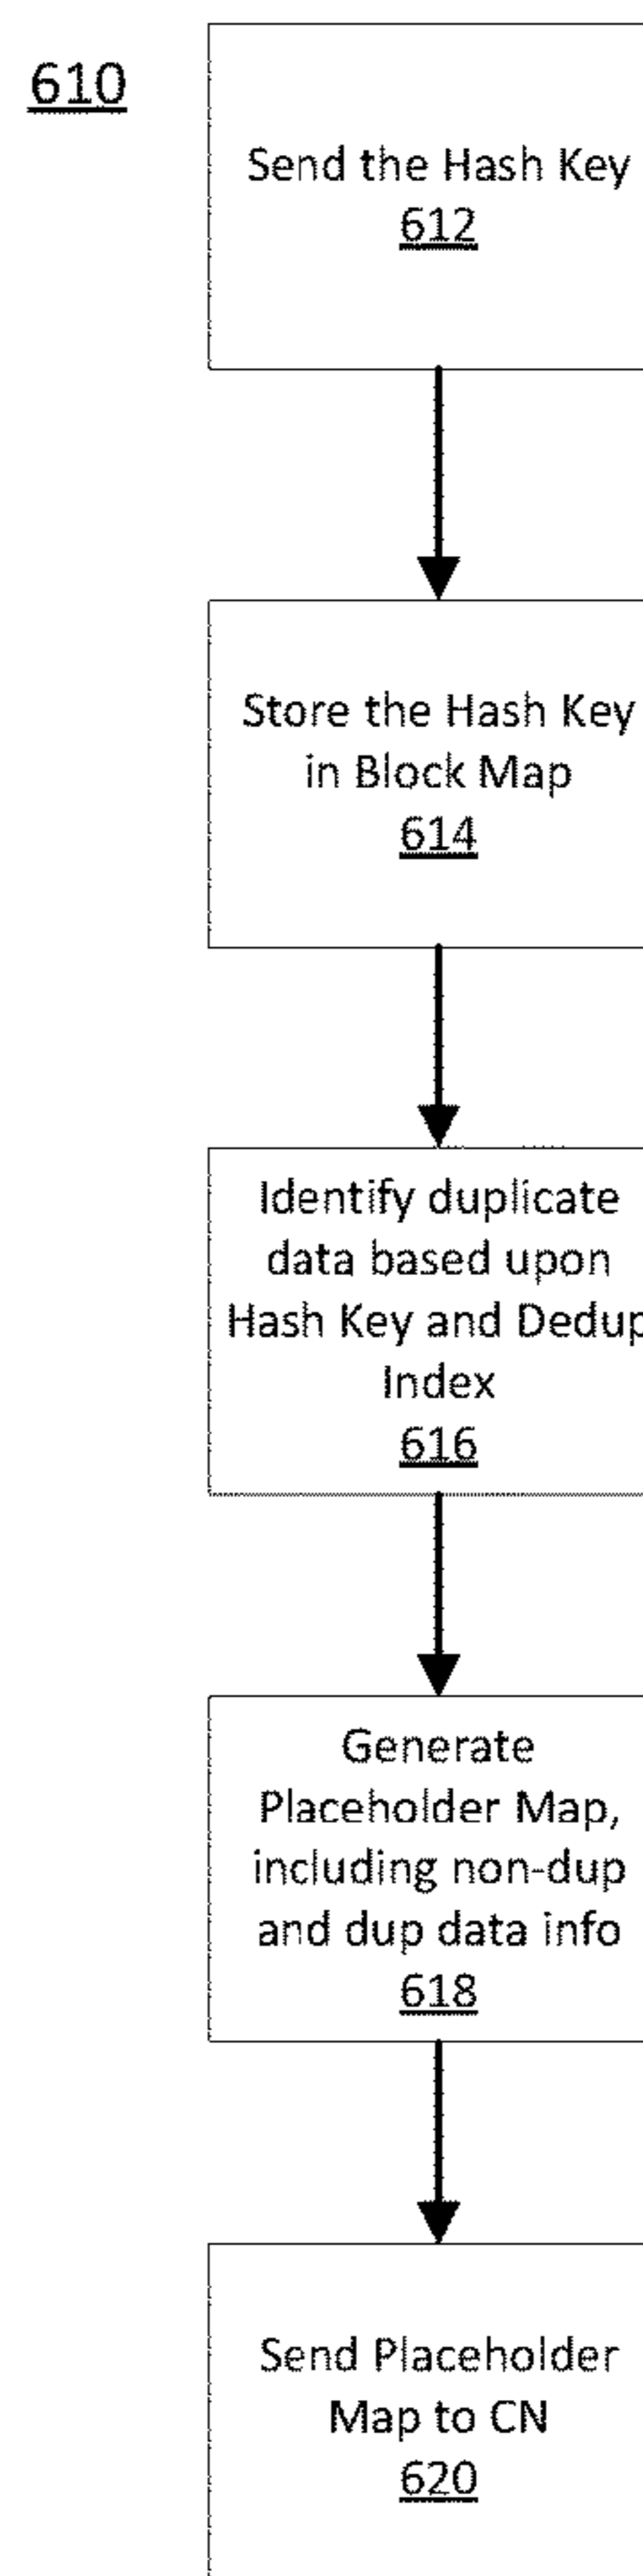 610
Send the Hash Key
612
Store the Hash Key
in Block Map
614
Identify duplicate
data based upon
Hash Key and Dedup
Index
616
Generate
Placeholder Map,
including non-dup
and dup data info
618
Send Placeholder
Map to CN
620